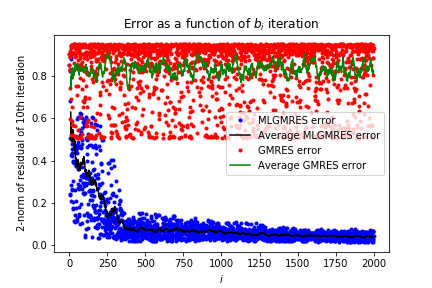 Error as a function of b_i iteration
2-norm of residual of 10th iteration
0.8
0.6
0.4
0.2
0.0
MLGMRES error
Average MLGMRES error
GMRES error
Average GMRES error
0 250 500 750 1000 1250 1500 1750 2000
i